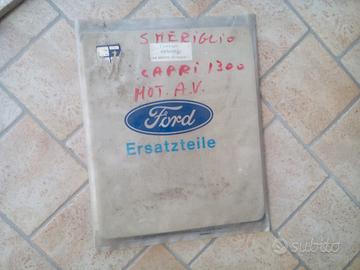 SMERIGLIO
CAPRI 1300
MOT. A.V.
Ford
Ersatzteile
subito